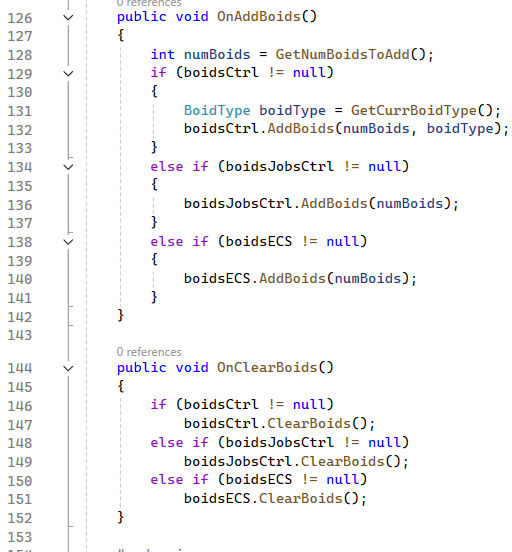 0 references
126 public void OnAddBoids()
127 {
128 int numBoids = GetNumBoidsToAdd();
129 if (boidsCtrl != null)
130 {
131 BoidType boidType = GetCurrBoidType();
132 boidsCtrl.AddBoids(numBoids, boidType);
133 }
134 else if (boidsJobsCtrl != null)
135 {
136 boidsJobsCtrl.AddBoids(numBoids);
137 }
138 else if (boidsECS != null)
139 {
140 boidsECS.AddBoids(numBoids);
141 }
142 }
143
0 references
144 public void OnClearBoids()
145 {
146 if (boidsCtrl != null)
147 boidsCtrl.ClearBoids();
148 else if (boidsJobsCtrl != null)
149 boidsJobsCtrl.ClearBoids();
150 else if (boidsECS != null)
151 boidsECS.ClearBoids();
152 }
153